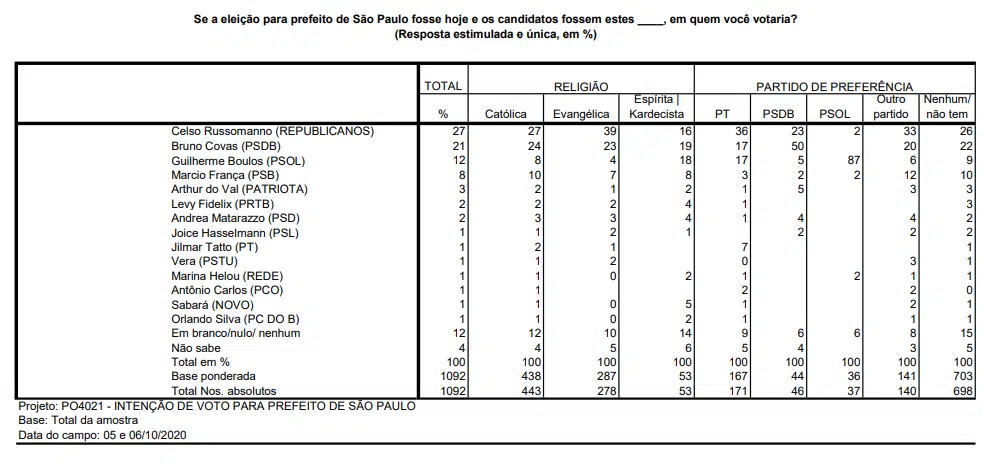 Se a eleição para prefeito de São Paulo fosse hoje e os candidatos fossem estes ____, em quem você votaria?
(Resposta estimulada e única, em %)
TOTAL RELIGIÃO PARTIDO DE PREFERÊNCIA
% Católica Evangélica Espírita | Kardecista PT PSDB PSOL Outro partido Nenhum/ não tem
Celso Russomanno (REPUBLICANOS) 27 27 39 16 36 23 2 33 26
Bruno Covas (PSDB) 21 24 23 19 17 50 20 22
Guilherme Boulos (PSOL) 12 8 4 18 17 5 87 6 9
Marcio França (PSB) 8 10 7 8 3 2 2 12 10
Arthur do Val (PATRIOTA) 3 2 1 2 1 5 3 3
Levy Fidelix (PRTB) 2 2 2 4 1 3
Andrea Matarazzo (PSD) 2 3 3 4 1 4 4 2
Joice Hasselmann (PSL) 1 1 2 1 2 2 2
Jilmar Tatto (PT) 1 2 1 7 1
Vera (PSTU) 1 1 2 0 3 1
Marina Helou (REDE) 1 1 0 2 1 2 1 1
Antônio Carlos (PCO) 1 1 2 2 0
Sabará (NOVO) 1 1 0 5 1 2 1
Orlando Silva (PC DO B) 1 1 0 2 1 1 1
Em branco/nulo/ nenhum 12 12 10 14 9 6 6 8 15
Não sabe 4 4 5 6 5 4 3 5
Total em % 100 100 100 100 100 100 100 100 100
Base ponderada 1092 438 287 53 167 44 36 141 703
Total Nos. absolutos 1092 443 278 53 171 46 37 140 698
Projeto: PO4021 - INTENÇÃO DE VOTO PARA PREFEITO DE SÃO PAULO
Base: Total da amostra
Data do campo: 05 e 06/10/2020